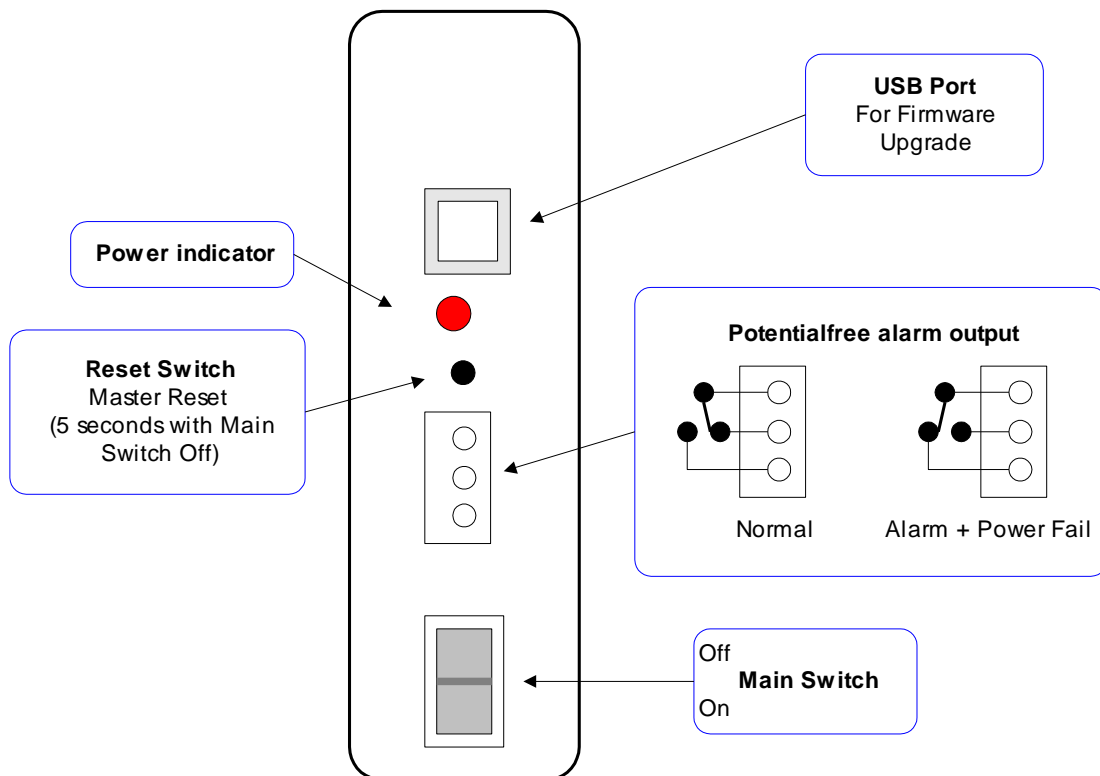 USB Port
For Firmware
Upgrade
Power indicator
Reset Switch
Master Reset
(5 seconds with Main
Switch Off)
Potentialfree alarm output
Normal
Alarm + Power Fail
Off
Main Switch
On